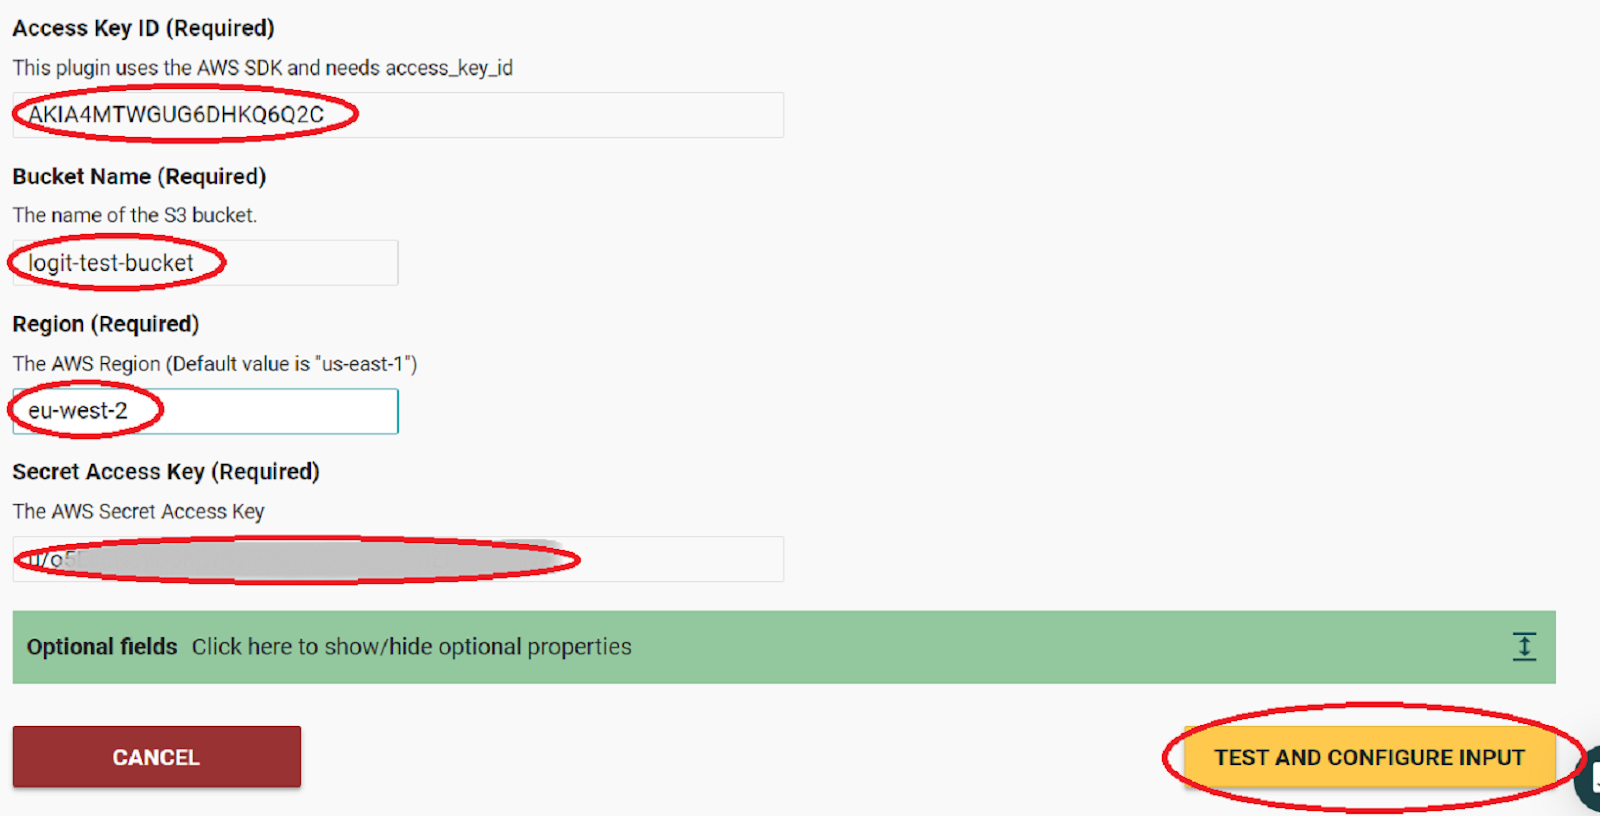 Access Key ID (Required)
This plugin uses the AWS SDK and needs access_key_id
AKIA4MTWGUG6DHKQ6Q2C
Bucket Name (Required)
The name of the S3 bucket.
logit-test-bucket
Region (Required)
The AWS Region (Default value is "us-east-1")
eu-west-2
Secret Access Key (Required)
The AWS Secret Access Key
Optional fields Click here to show/hide optional properties
CANCEL
TEST AND CONFIGURE INPUT